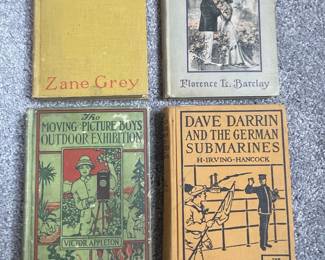 Zane Grey
Florence L. Barclay
The
MOVING PICTURE BOYS
OUTDOOR EXHIBITION
VICTOR APPLETON
DAVE DARRIN
AND THE GERMAN
SUBMARINES
H·IRVING·HANCOCK